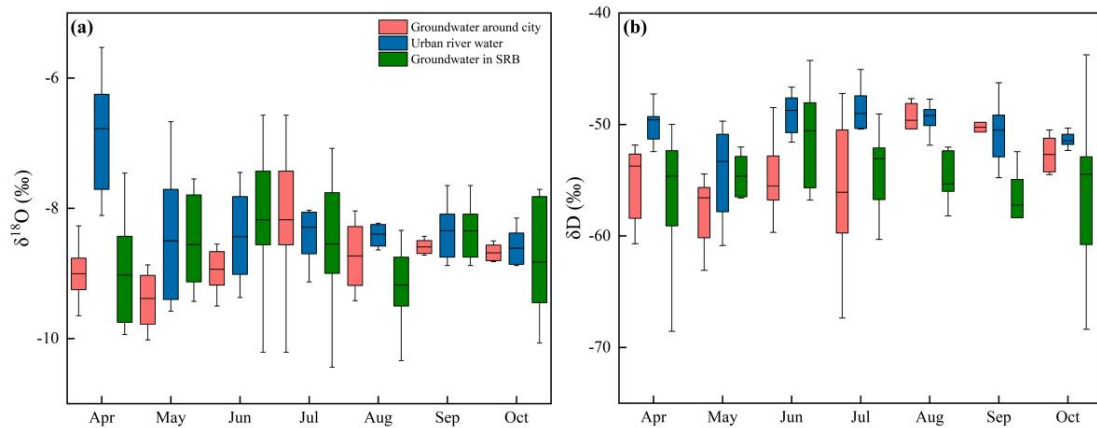 (a)
Groundwater around city
Urban river water
Groundwater in SRB
δ¹⁸O (‰)
-6
-8
-10
Apr May Jun Jul Aug Sep Oct
(b)
δD (‰)
-40
-50
-60
-70
Apr May Jun Jul Aug Sep Oct